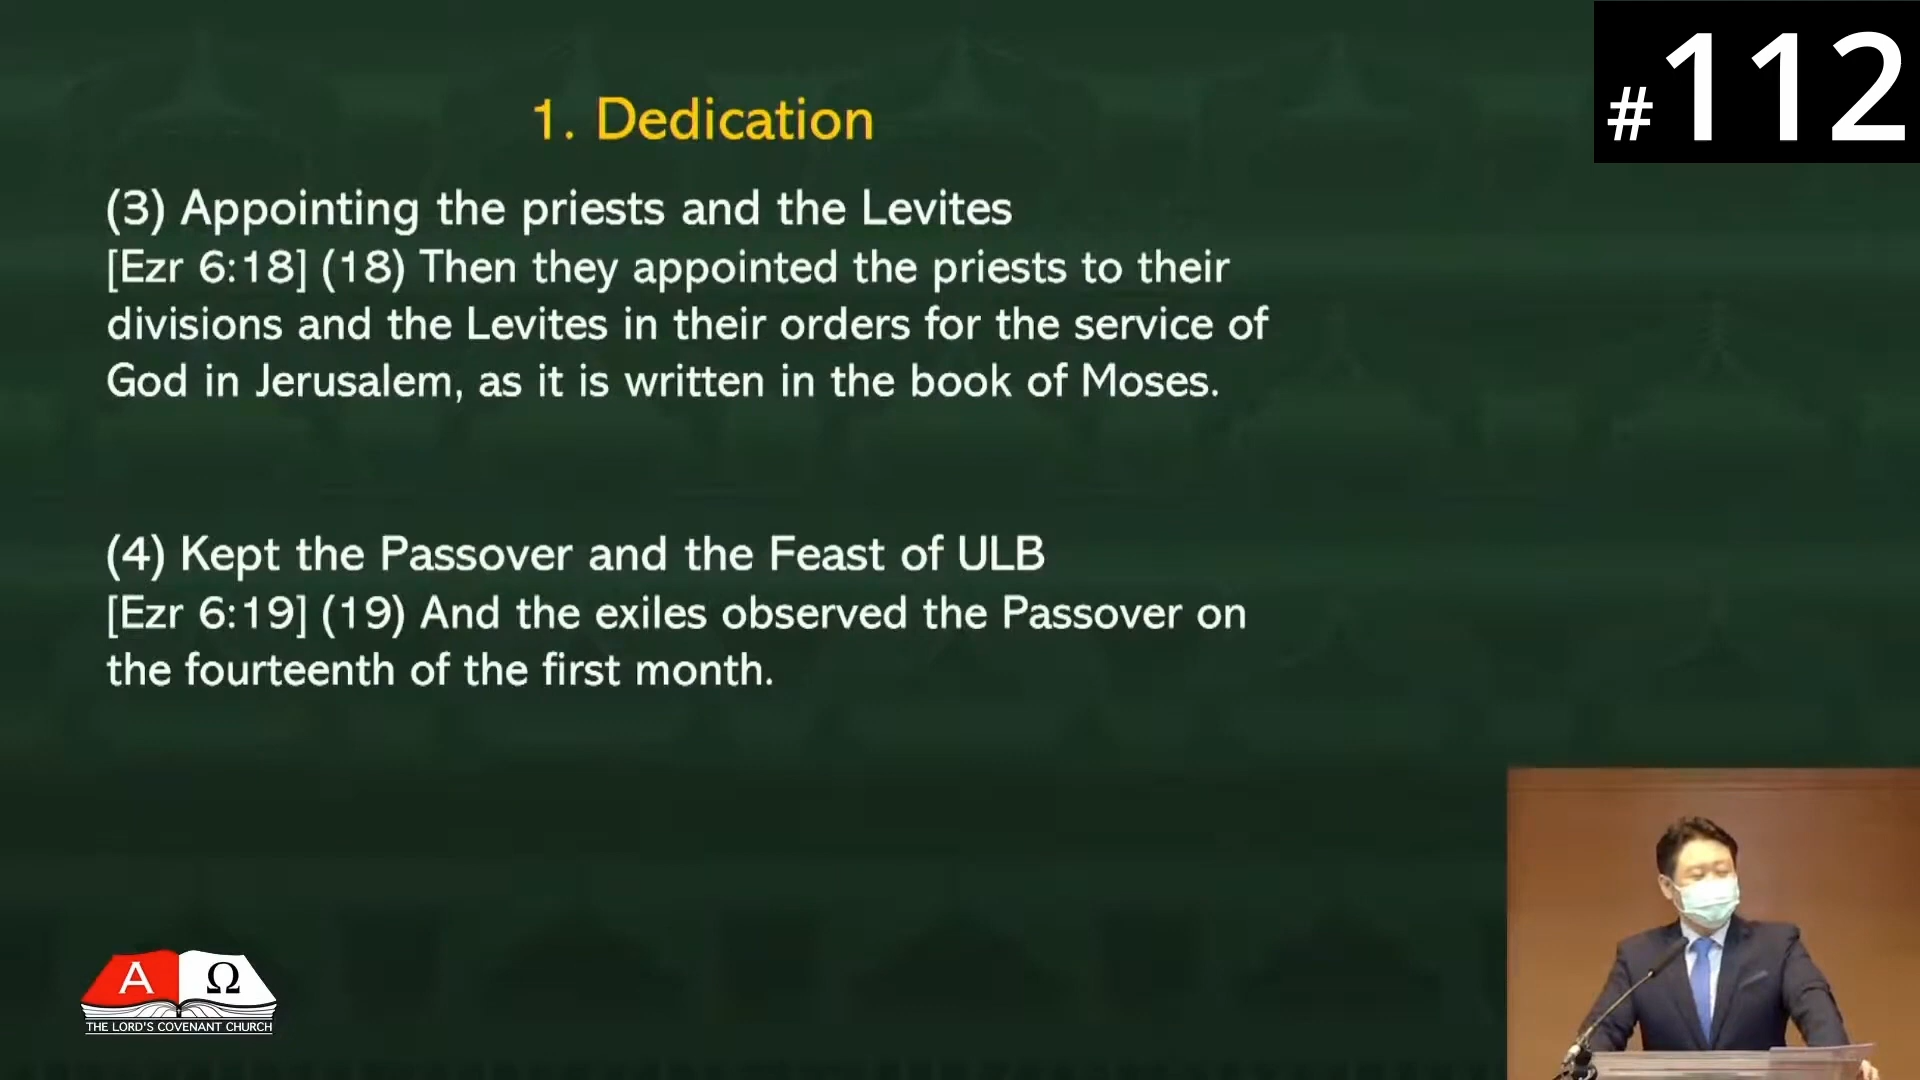 #112
1. Dedication
(3) Appointing the priests and the Levites
[Ezr 6:18] (18) Then they appointed the priests to their
divisions and the Levites in their orders for the service of
God in Jerusalem, as it is written in the book of Moses.
(4) Kept the Passover and the Feast of ULB
[Ezr 6:19] (19) And the exiles observed the Passover on
the fourteenth of the first month.
A Ω
THE LORD'S COVENANT CHURCH